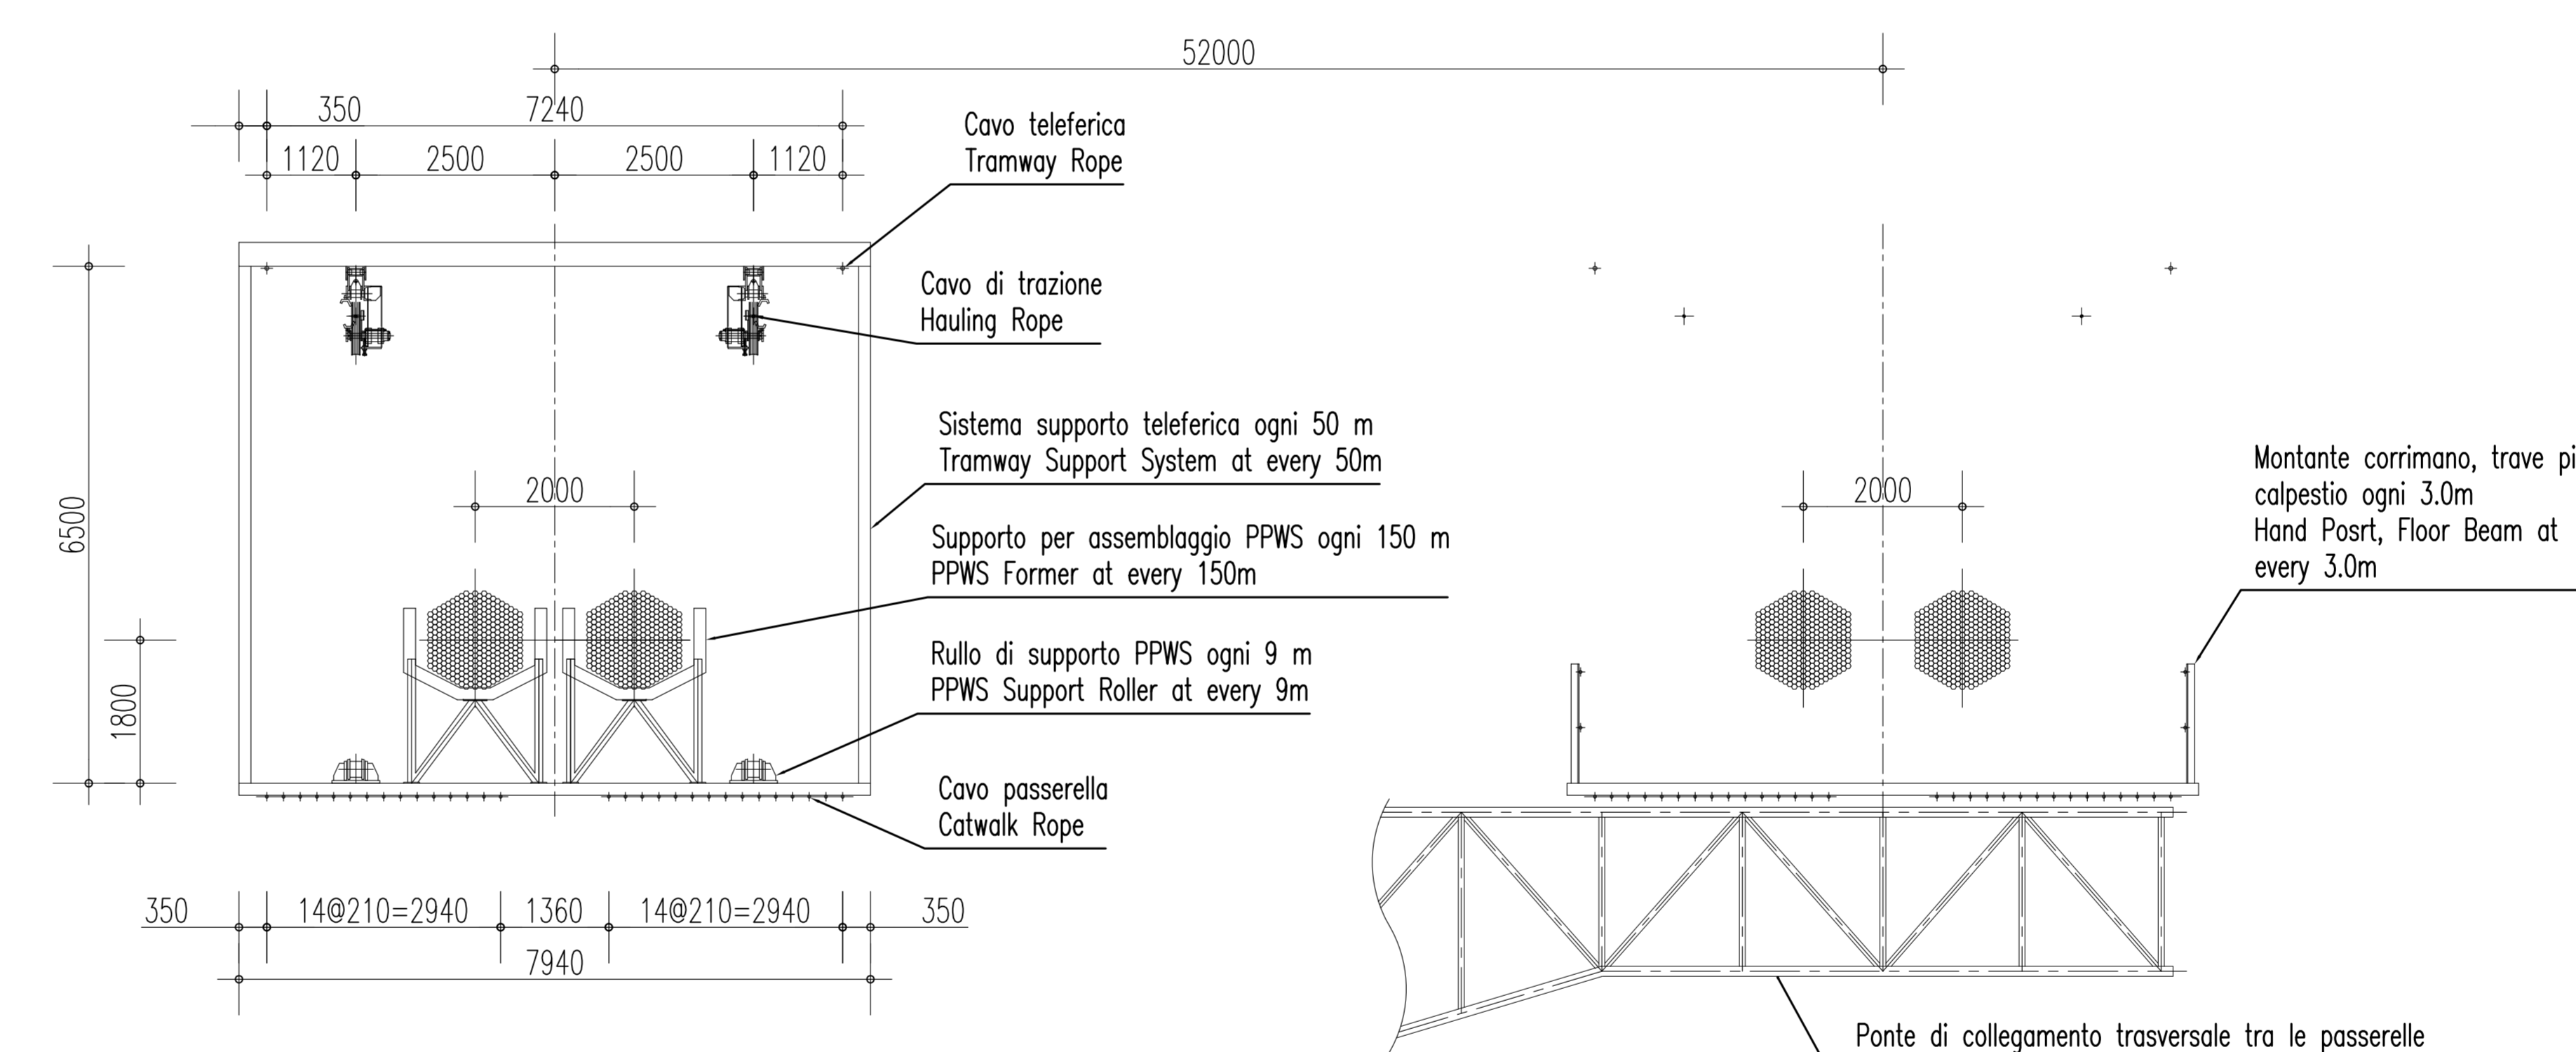 52000
350 7240
1120 2500 2500 1120
Cavo teleferica
Tramway Rope
Cavo di trazione
Hauling Rope
Sistema supporto teleferica ogni 50 m
Tramway Support System at every 50m
2000
Supporto per assemblaggio PPWS ogni 150 m
PPWS Former at every 150m
Rullo di supporto PPWS ogni 9 m
PPWS Support Roller at every 9m
Cavo passerella
Catwalk Rope
6500
1800
350 14@210=2940 1360 14@210=2940 350
7940
2000
Montante corrimano, trave pi
calpestio ogni 3.0m
Hand Posrt, Floor Beam at
every 3.0m
Ponte di collegamento trasversale tra le passerelle